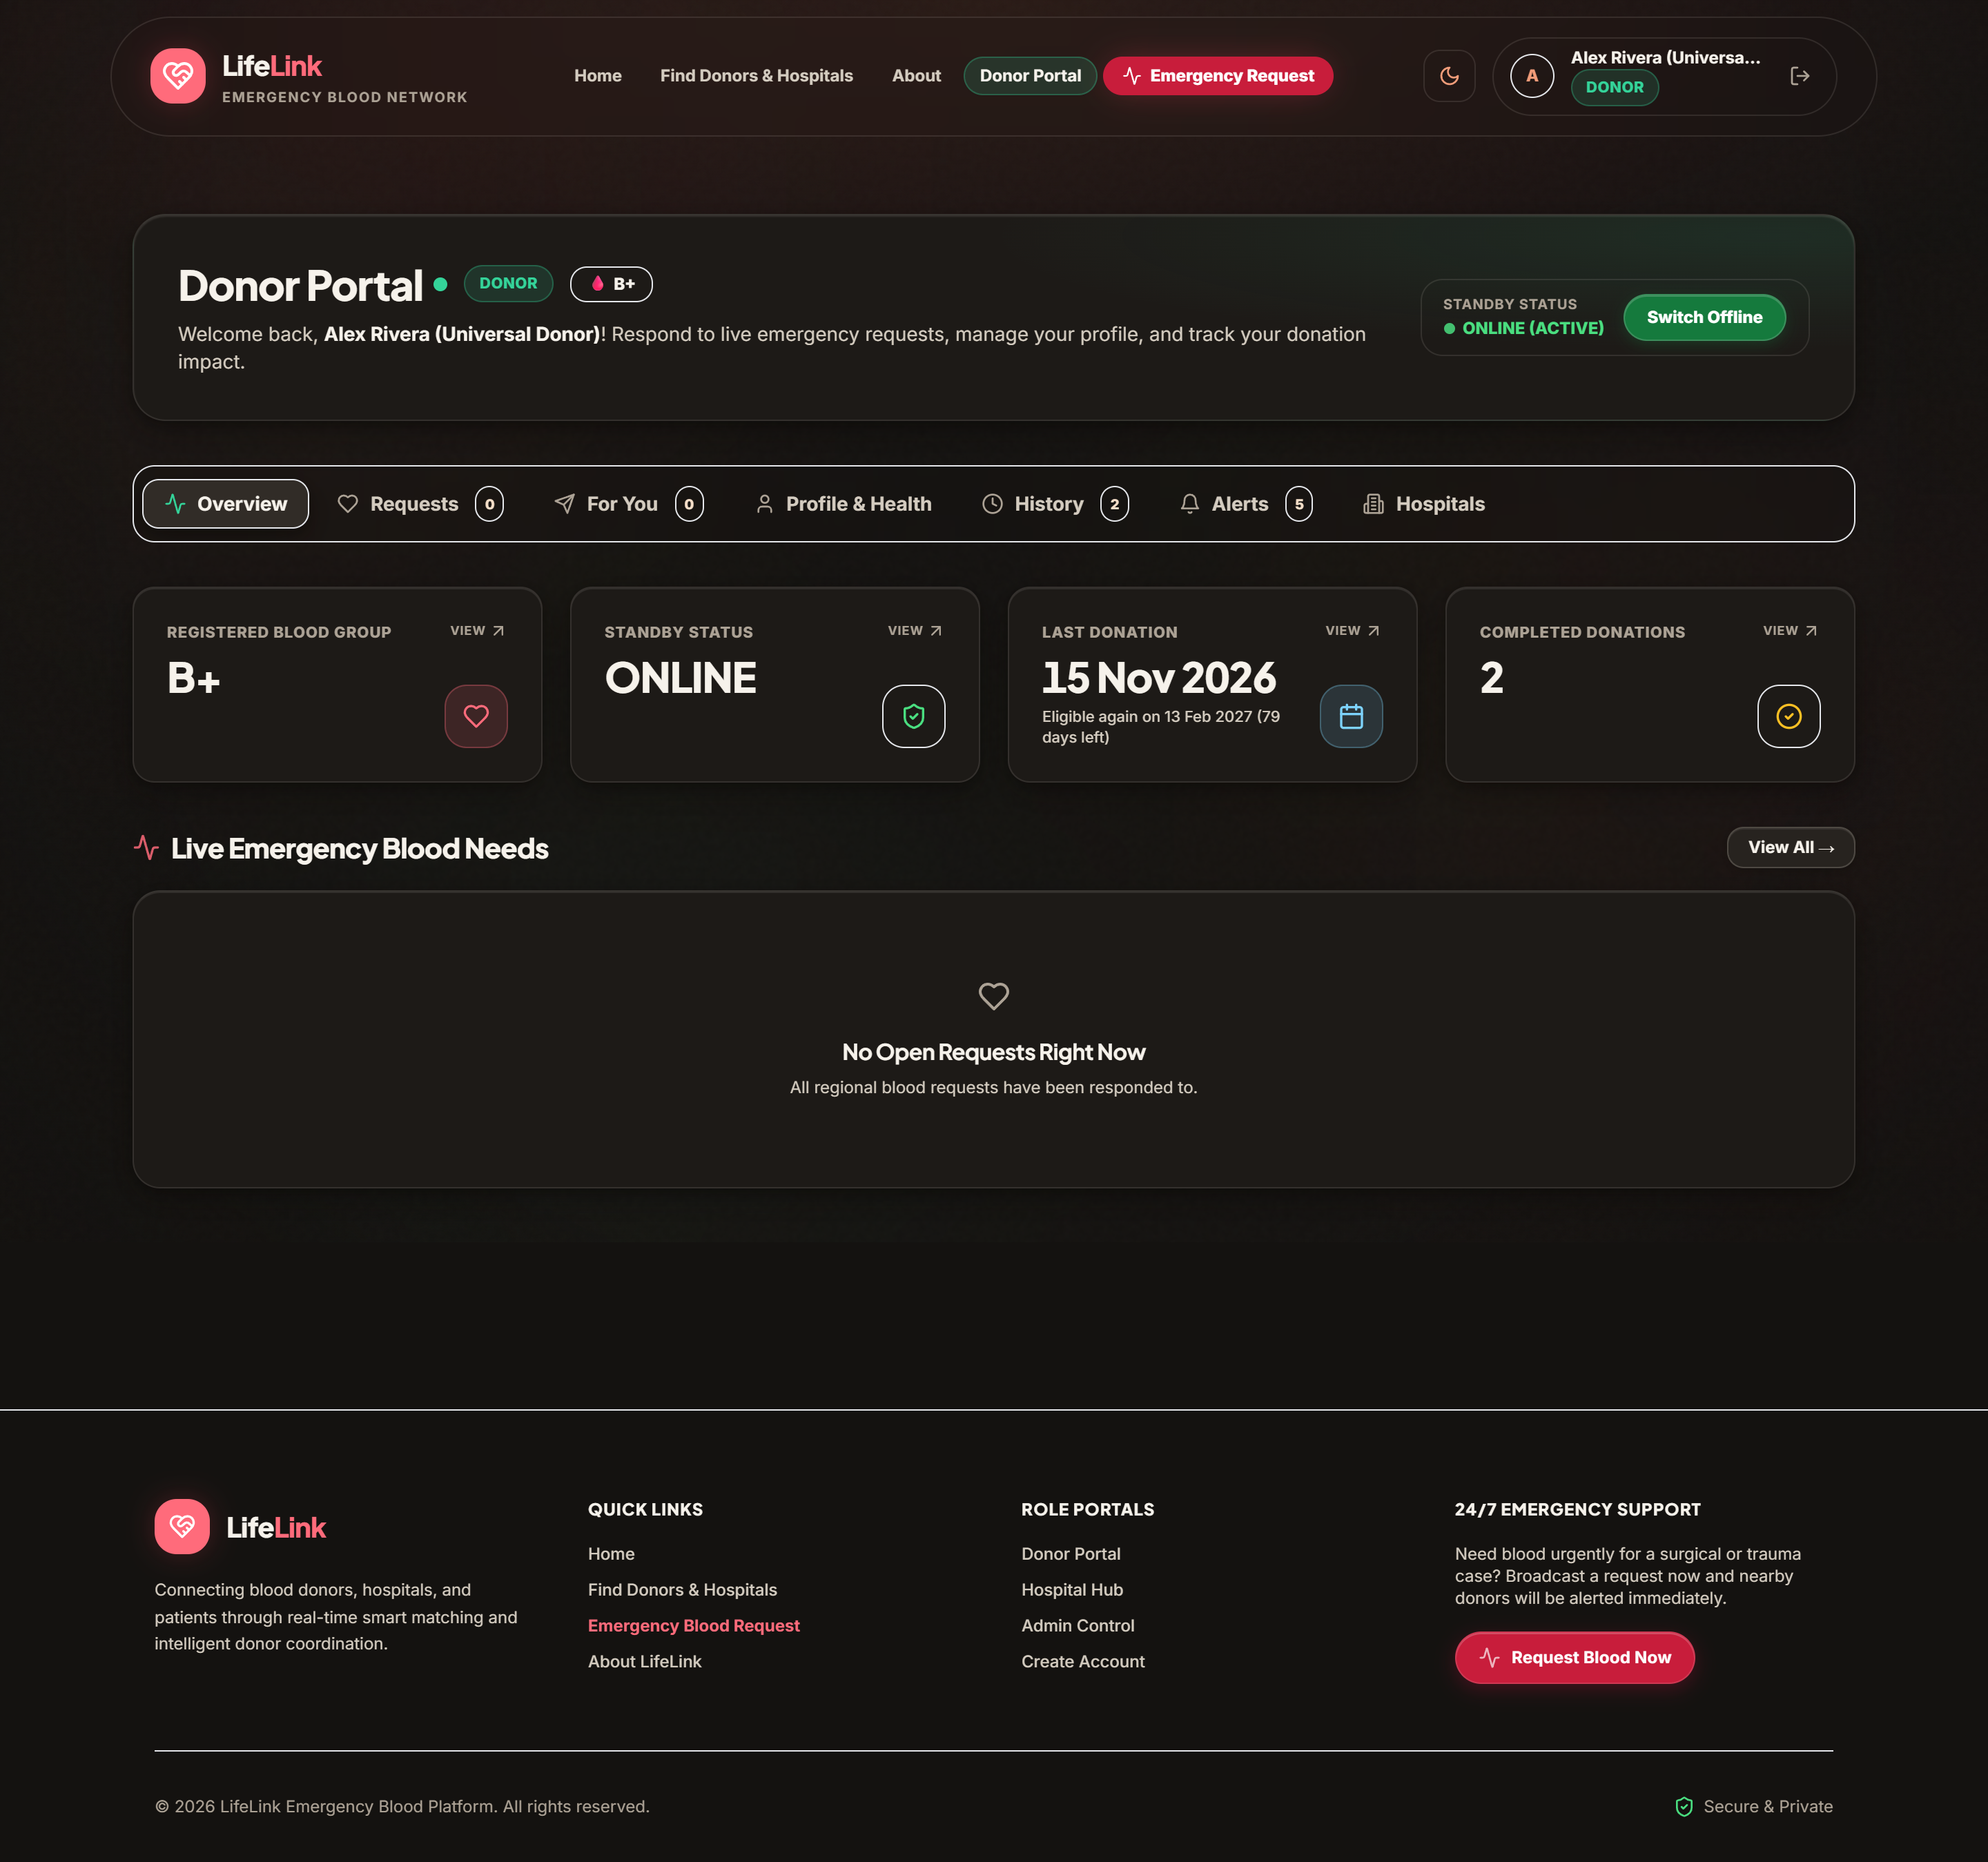 LifeLink
EMERGENCY BLOOD NETWORK
Home
Find Donors & Hospitals
About
Donor Portal
Emergency Request
A
Alex Rivera (Universa...
DONOR
Donor Portal
DONOR
B+
Welcome back, Alex Rivera (Universal Donor)! Respond to live emergency requests, manage your profile, and track your donation
impact.
STANDBY STATUS
ONLINE (ACTIVE)
Switch Offline
Overview
Requests 0
For You 0
Profile & Health
History 2
Alerts 5
Hospitals
REGISTERED BLOOD GROUP
VIEW
B+
STANDBY STATUS
VIEW
ONLINE
LAST DONATION
VIEW
15 Nov 2026
Eligible again on 13 Feb 2027 (79
days left)
COMPLETED DONATIONS
VIEW
2
Live Emergency Blood Needs
View All →
No Open Requests Right Now
All regional blood requests have been responded to.
LifeLink
Connecting blood donors, hospitals, and
patients through real-time smart matching and
intelligent donor coordination.
QUICK LINKS
Home
Find Donors & Hospitals
Emergency Blood Request
About LifeLink
ROLE PORTALS
Donor Portal
Hospital Hub
Admin Control
Create Account
24/7 EMERGENCY SUPPORT
Need blood urgently for a surgical or trauma
case? Broadcast a request now and nearby
donors will be alerted immediately.
Request Blood Now
© 2026 LifeLink Emergency Blood Platform. All rights reserved.
Secure & Private